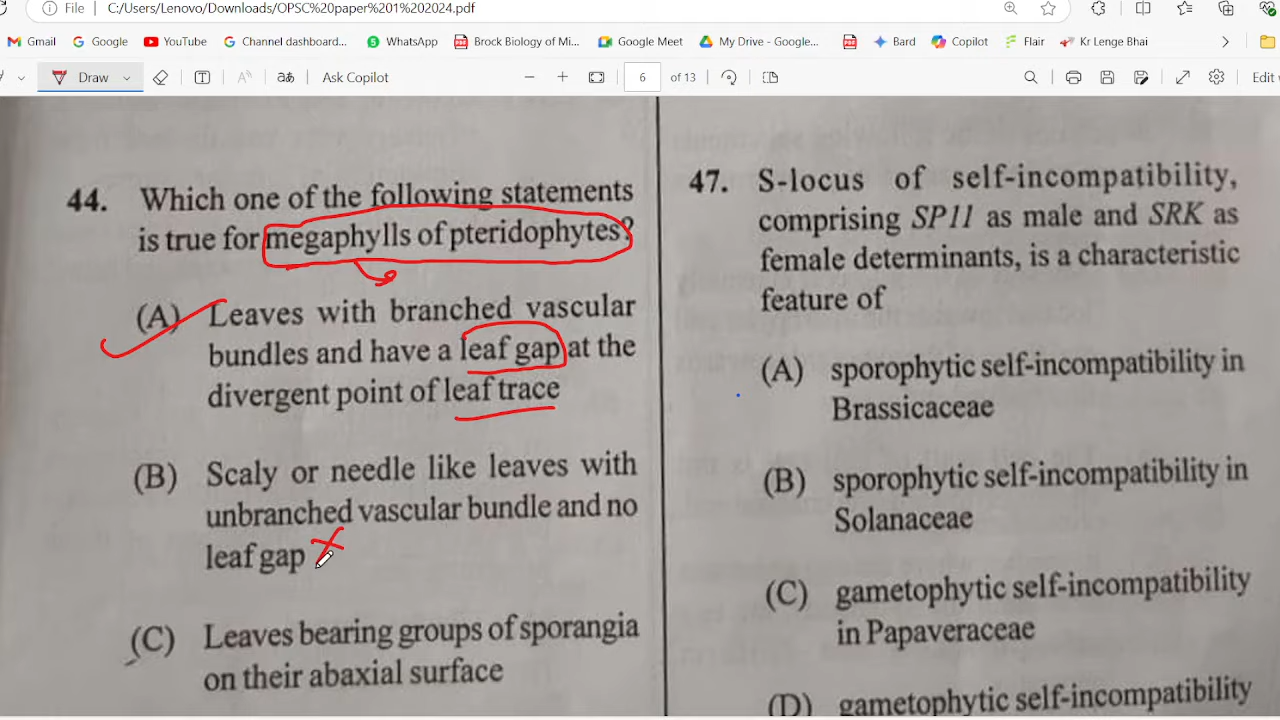 File
C:/Users/Lenovo/Downloads/OPSC%20paper%201%202024.pdf
Gmail
Google
YouTube
Channel dashboard...
WhatsApp
Brock Biology of Mi...
Google Meet
My Drive - Google...
Bard
Copilot
Flair
Kr Lenge Bhai
Draw
Ask Copilot
6
of 13
Edit
44. Which one of the following statements
is true for megaphylls of pteridophytes?
(A) Leaves with branched vascular
bundles and have a leaf gap at the
divergent point of leaf trace
(B) Scaly or needle like leaves with
unbranched vascular bundle and no
leaf gap
(C) Leaves bearing groups of sporangia
on their abaxial surface
47. S-locus of self-incompatibility,
comprising SP11 as male and SRK as
female determinants, is a characteristic
feature of
(A) sporophytic self-incompatibility in
Brassicaceae
(B) sporophytic self-incompatibility in
Solanaceae
(C) gametophytic self-incompatibility
in Papaveraceae
(D) gametophytic self-incompatibility